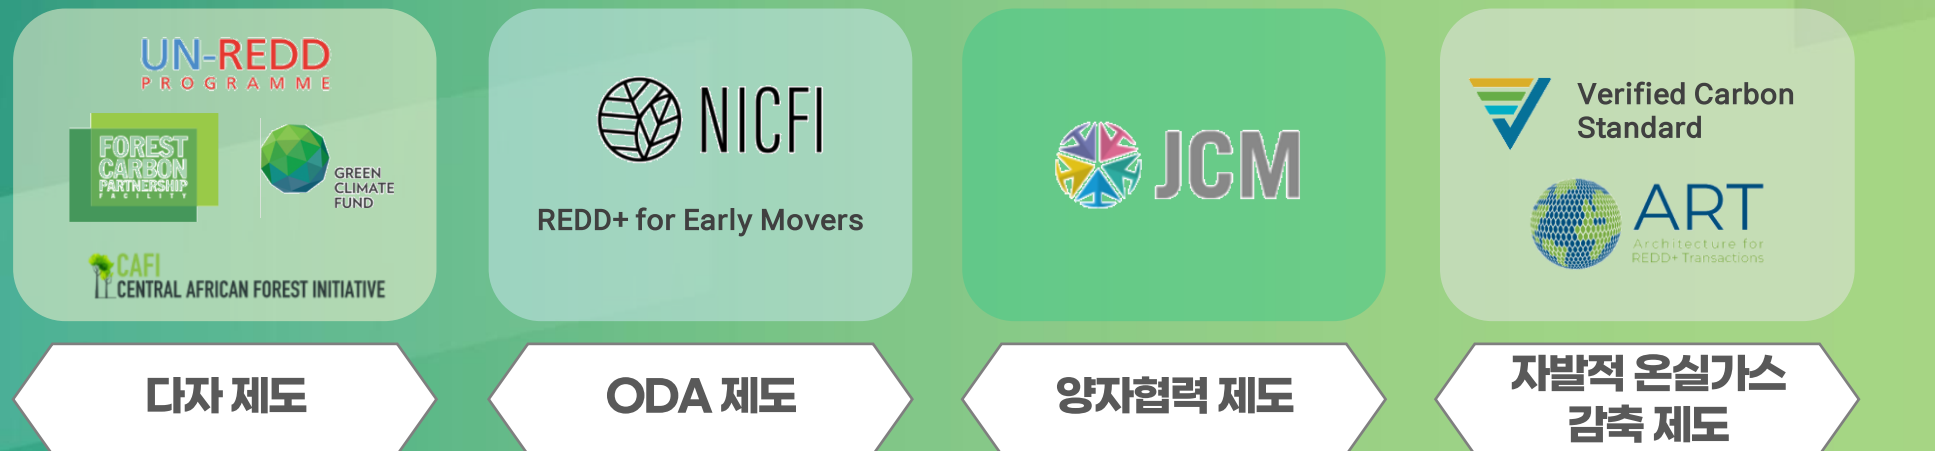 UN-REDD
PROGRAMME
FOREST
CARBON
PARTNERSHIP
FACILITY
GREEN
CLIMATE
FUND
CAFI
CENTRAL AFRICAN FOREST INITIATIVE
다자 제도
NICFI
REDD+ for Early Movers
ODA 제도
JCM
양자협력 제도
Verified Carbon
Standard
ART
Architecture for
REDD+ Transactions
자발적 온실가스
감축 제도